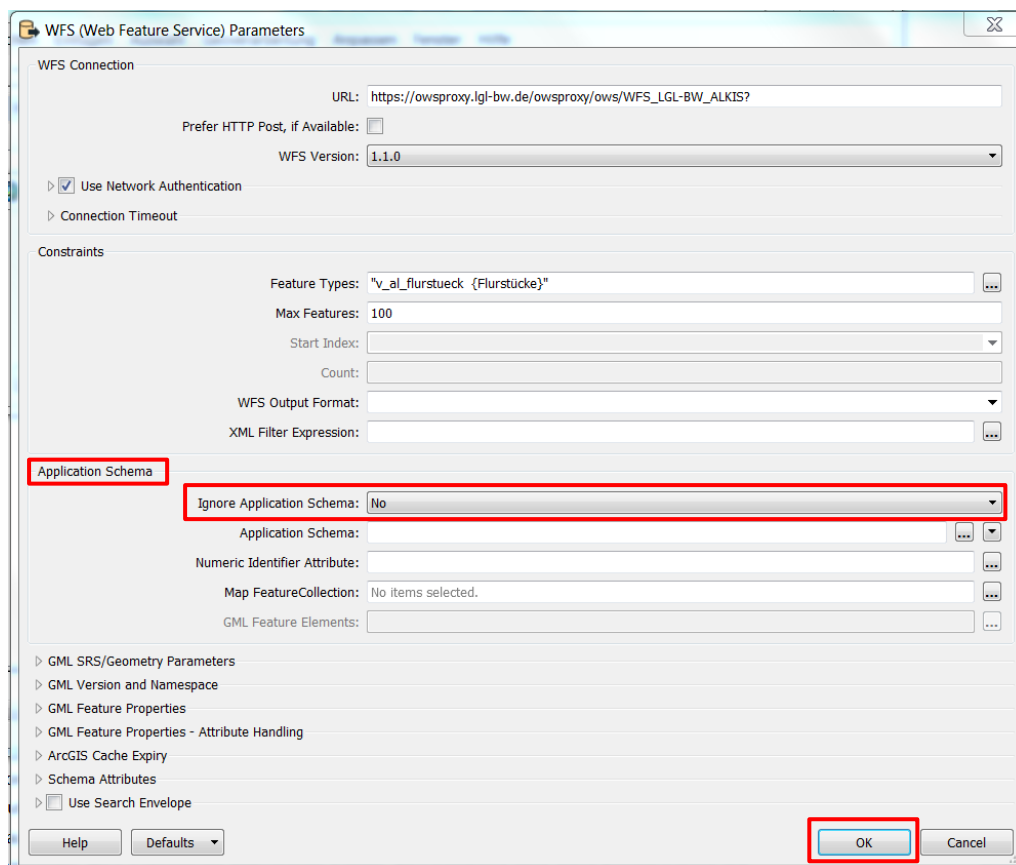 WFS (Web Feature Service) Parameters
WFS Connection
URL: https://owsproxy.lgl-bw.de/owsproxy/ows/WFS_LGL-BW_ALKIS?
Prefer HTTP Post, if Available:
WFS Version: 1.1.0
Use Network Authentication
Connection Timeout
Constraints
Feature Types: "v_al_flurstueck {Flurstücke}" ...
Max Features: 100
Start Index:
Count:
WFS Output Format:
XML Filter Expression: ...
Application Schema
Ignore Application Schema: No
Application Schema: ...
Numeric Identifier Attribute: ...
Map FeatureCollection: No items selected. ...
GML Feature Elements: ...
GML SRS/Geometry Parameters
GML Version and Namespace
GML Feature Properties
GML Feature Properties - Attribute Handling
ArcGIS Cache Expiry
Schema Attributes
Use Search Envelope
Help Defaults OK Cancel